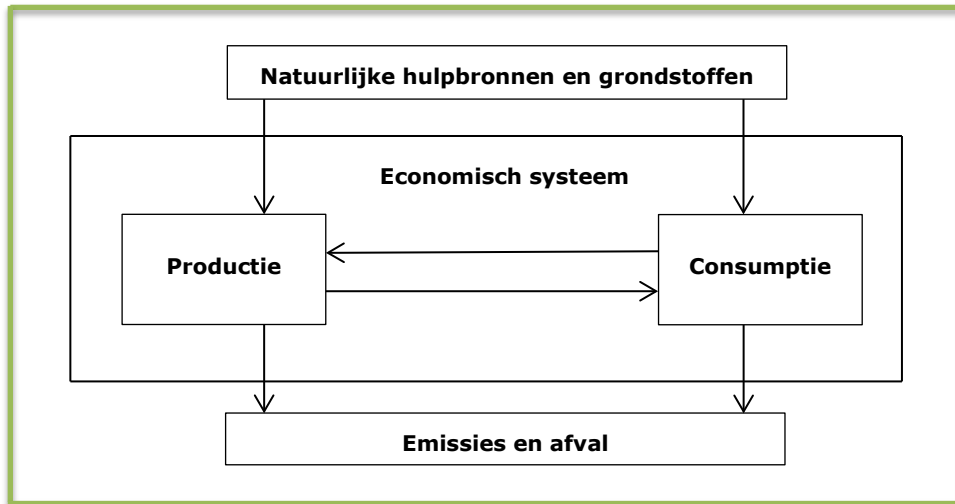 Natuurlijke hulpbronnen en grondstoffen
Economisch systeem
Productie
Consumptie
Emissies en afval